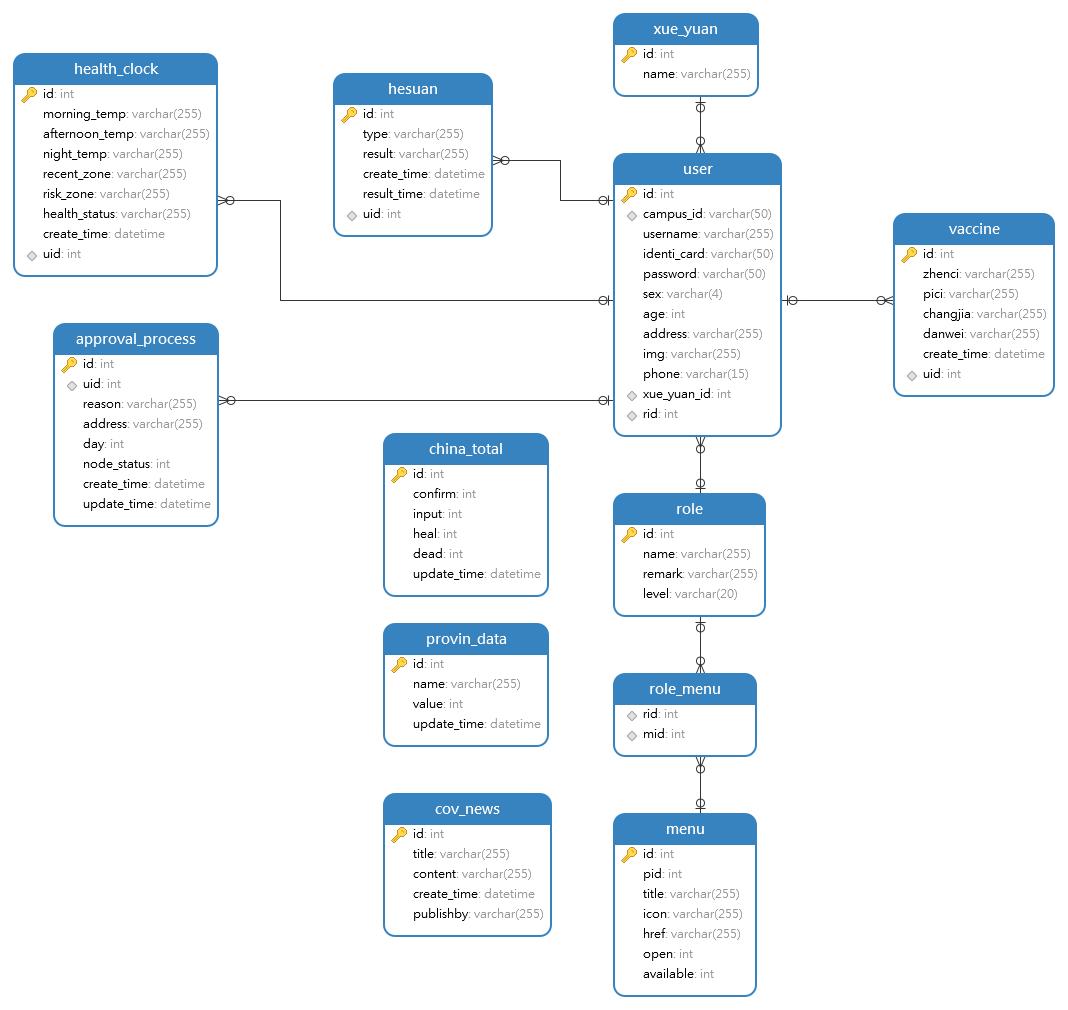 xue_yuan
id: int
name: varchar(255)
health_clock
id: int
morning_temp: varchar(255)
afternoon_temp: varchar(255)
night_temp: varchar(255)
recent_zone: varchar(255)
risk_zone: varchar(255)
health_status: varchar(255)
create_time: datetime
uid: int
hesuan
id: int
type: varchar(255)
result: varchar(255)
create_time: datetime
result_time: datetime
uid: int
user
id: int
campus_id: varchar(50)
username: varchar(255)
identi_card: varchar(50)
password: varchar(50)
sex: varchar(4)
age: int
address: varchar(255)
img: varchar(255)
phone: varchar(15)
xue_yuan_id: int
rid: int
vaccine
id: int
zhenci: varchar(255)
pici: varchar(255)
changjia: varchar(255)
danwei: varchar(255)
create_time: datetime
uid: int
approval_process
id: int
uid: int
reason: varchar(255)
address: varchar(255)
day: int
node_status: int
create_time: datetime
update_time: datetime
china_total
id: int
confirm: int
input: int
heal: int
dead: int
update_time: datetime
role
id: int
name: varchar(255)
remark: varchar(255)
level: varchar(20)
provin_data
id: int
name: varchar(255)
value: int
update_time: datetime
role_menu
rid: int
mid: int
cov_news
id: int
title: varchar(255)
content: varchar(255)
create_time: datetime
publishby: varchar(255)
menu
id: int
pid: int
title: varchar(255)
icon: varchar(255)
href: varchar(255)
open: int
available: int